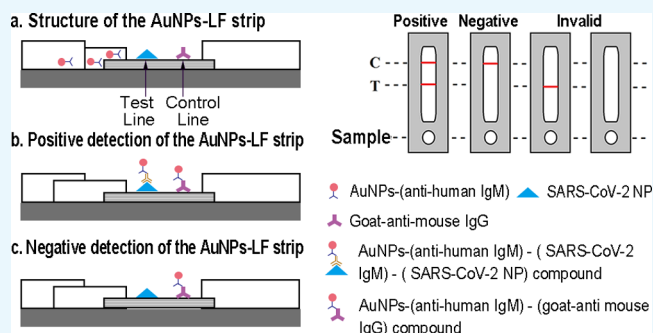 a. Structure of the AuNPs-LF strip
Test Line
Control Line
b. Positive detection of the AuNPs-LF strip
c. Negative detection of the AuNPs-LF strip
Positive Negative Invalid
C
T
Sample
AuNPs-(anti-human IgM)
SARS-CoV-2 NP
Goat-anti-mouse IgG
AuNPs-(anti-human IgM) - ( SARS-CoV-2
IgM) - ( SARS-CoV-2 NP) compound
AuNPs-(anti-human IgM) - (goat-anti mouse
IgG) compound